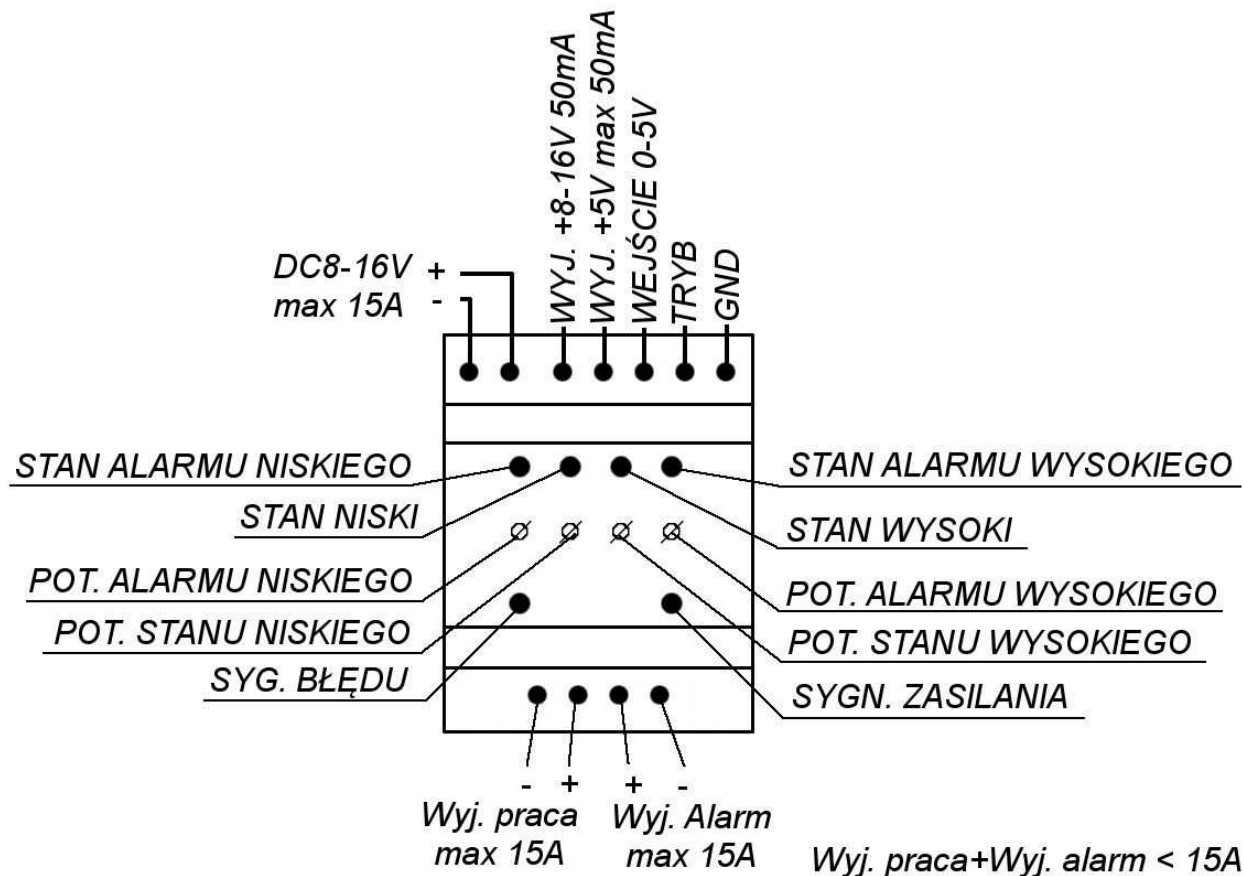 WYJ. +8-16V 50mA
WYJ. +5V max 50mA
WEJŚCIE 0-5V
TRYB
GND
DC8-16V +
max 15A -
STAN ALARMU NISKIEGO
STAN ALARMU WYSOKIEGO
STAN NISKI
STAN WYSOKI
POT. ALARMU NISKIEGO
POT. ALARMU WYSOKIEGO
POT. STANU NISKIEGO
POT. STANU WYSOKIEGO
SYG. BŁĘDU
SYGN. ZASILANIA
- + + -
Wyj. praca
max 15A
Wyj. Alarm
max 15A
Wyj. praca+Wyj. alarm < 15A